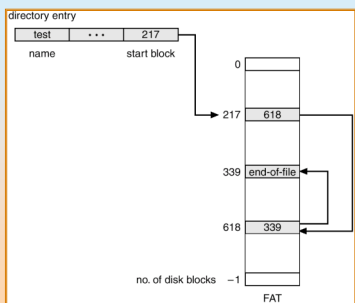 directory entry
test ... 217
name start block
0
217 618
339 end-of-file
618 339
no. of disk blocks –1
FAT